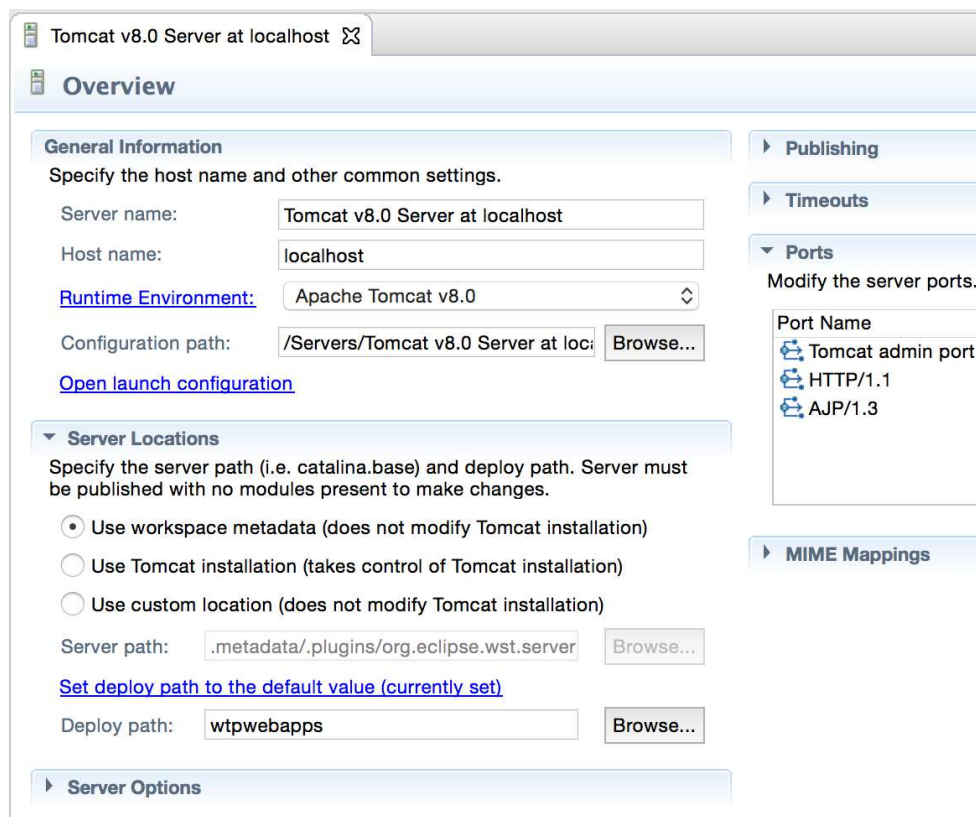 Tomcat v8.0 Server at localhost
Overview
General Information
Specify the host name and other common settings.
Server name: Tomcat v8.0 Server at localhost
Host name: localhost
Runtime Environment: Apache Tomcat v8.0
Configuration path: /Servers/Tomcat v8.0 Server at loca Browse...
Open launch configuration
Server Locations
Specify the server path (i.e. catalina.base) and deploy path. Server must
be published with no modules present to make changes.
Use workspace metadata (does not modify Tomcat installation)
Use Tomcat installation (takes control of Tomcat installation)
Use custom location (does not modify Tomcat installation)
Server path: .metadata/.plugins/org.eclipse.wst.server Browse...
Set deploy path to the default value (currently set)
Deploy path: wtpwebapps Browse...
Server Options
Publishing
Timeouts
Ports
Modify the server ports.
Port Name
Tomcat admin port
HTTP/1.1
AJP/1.3
MIME Mappings